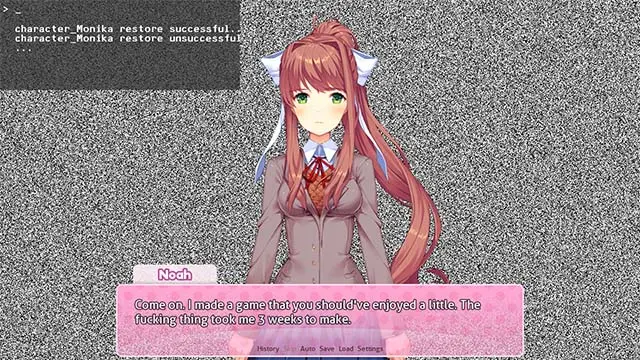 > _
character_Monika restore successful..
character_Monika restore unsuccessful
...
Noah
Come on. I made a game that you should've enjoyed a little. The
fucking thing took me 3 weeks to make.
History Skip Auto Save Load Settings